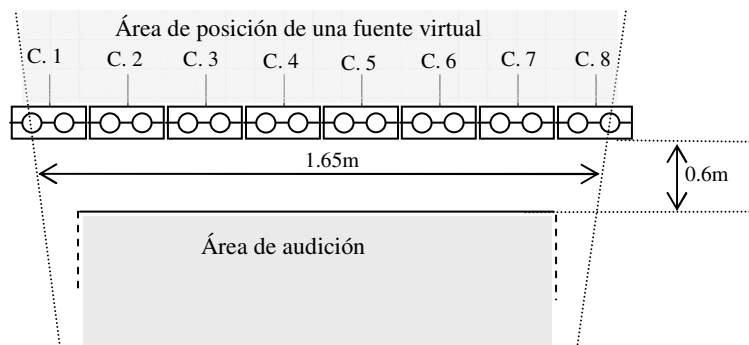 Área de posición de una fuente virtual
C. 1 C. 2 C. 3 C. 4 C. 5 C. 6 C. 7 C. 8
1.65m
0.6m
Área de audición